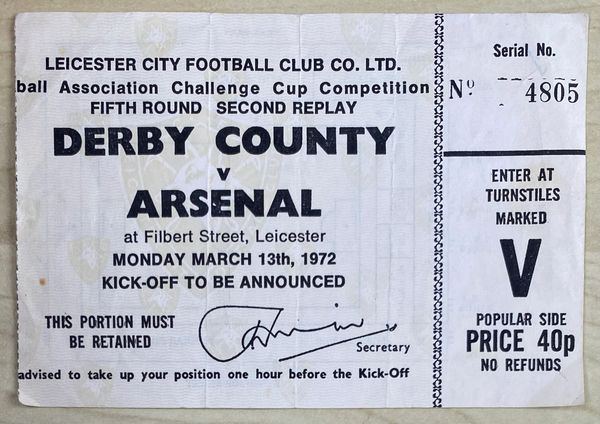 LEICESTER CITY FOOTBALL CLUB CO. LTD.
ball Association Challenge Cup Competition
FIFTH ROUND SECOND REPLAY
DERBY COUNTY
v
ARSENAL
at Filbert Street, Leicester
MONDAY MARCH 13th, 1972
KICK-OFF TO BE ANNOUNCED
THIS PORTION MUST
BE RETAINED
Secretary
advised to take up your position one hour before the Kick-Off
Serial No.
Nº 4805
ENTER AT
TURNSTILES
MARKED
V
POPULAR SIDE
PRICE 40p
NO REFUNDS